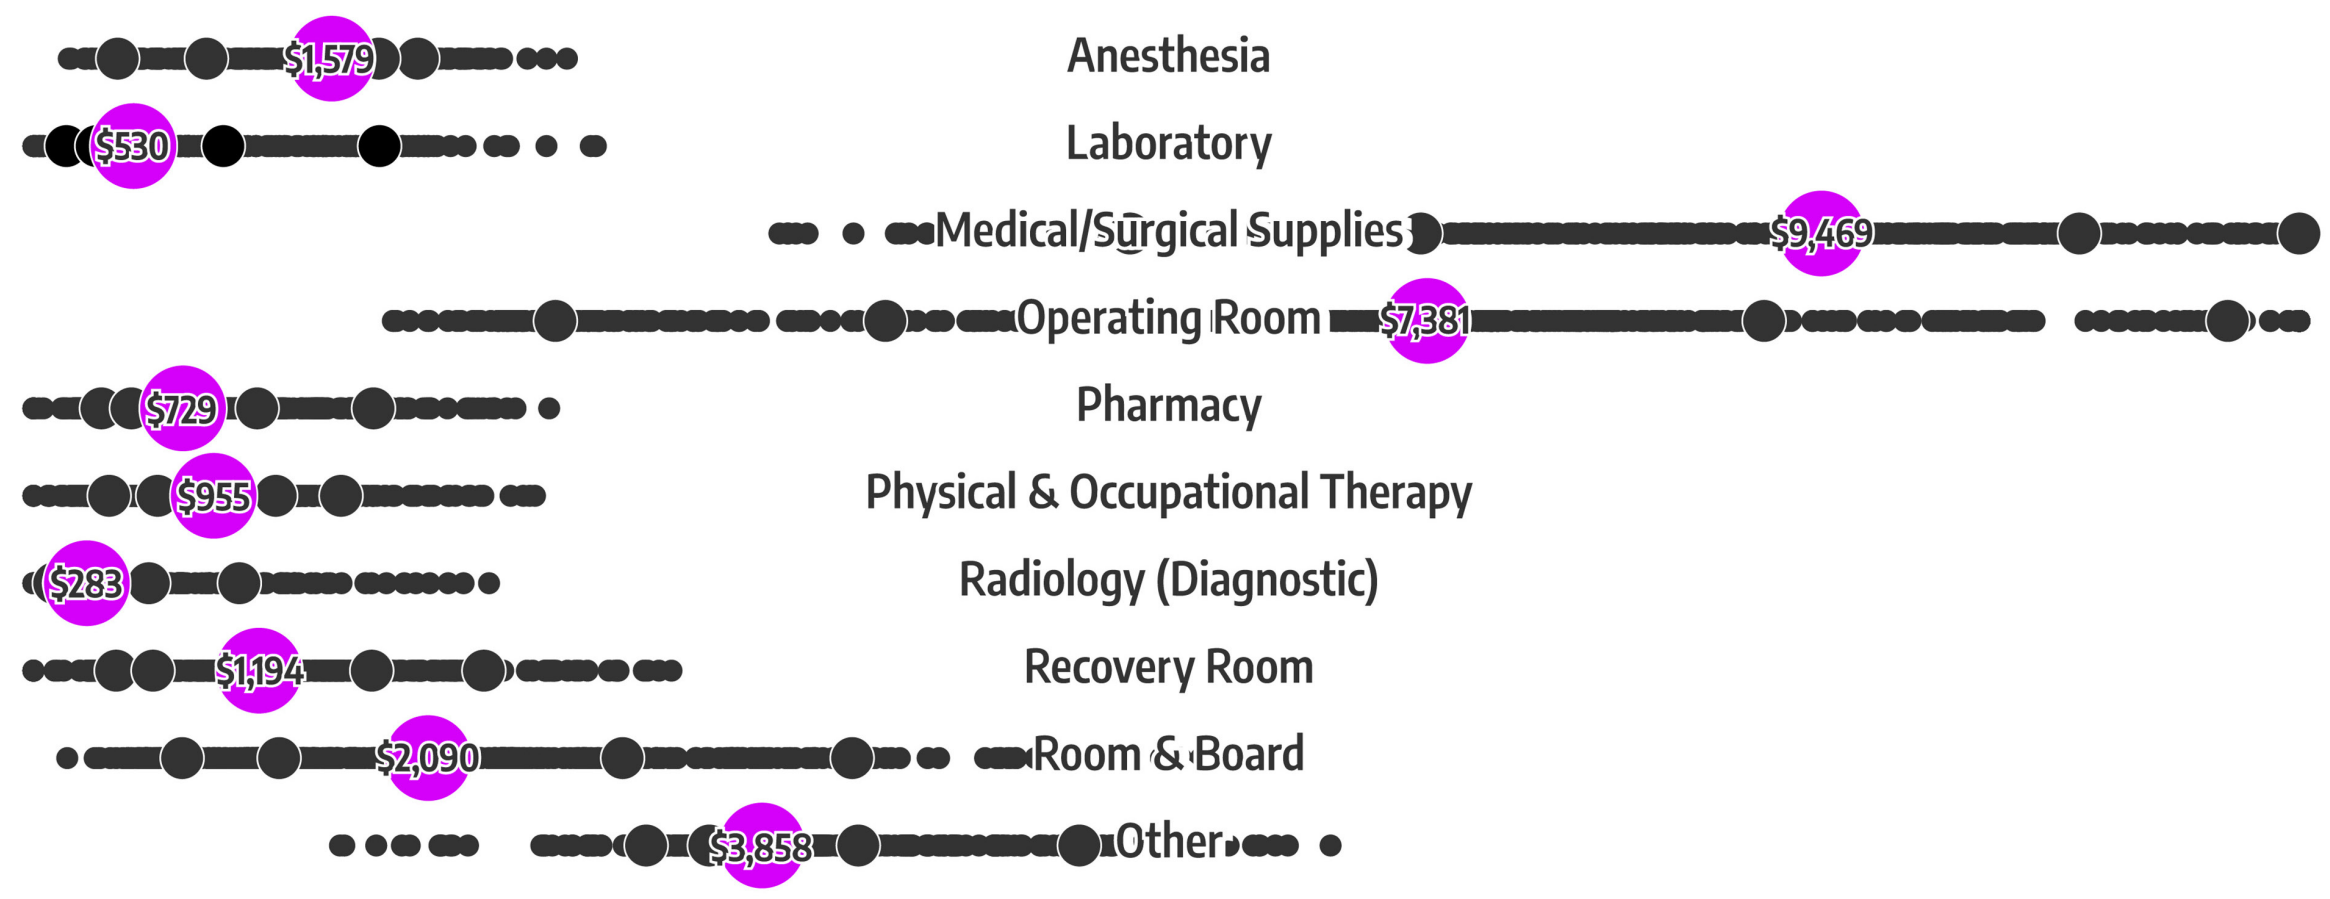 $1,579 Anesthesia
$530 Laboratory
Medical/Surgical Supplies $9,469
Operating Room $7,381
$729 Pharmacy
$955 Physical & Occupational Therapy
$283 Radiology (Diagnostic)
$1,194 Recovery Room
$2,090 Room & Board
$3,858 Other